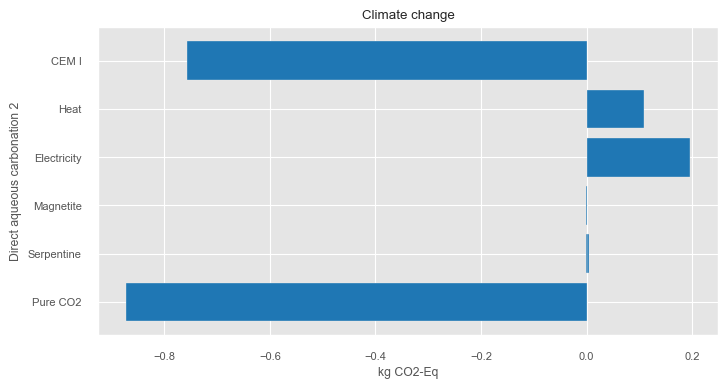 Climate change
Direct aqueous carbonation 2
CEM I
Heat
Electricity
Magnetite
Serpentine
Pure CO2
−0.8
−0.6
−0.4
−0.2
0.0
0.2
kg CO2-Eq